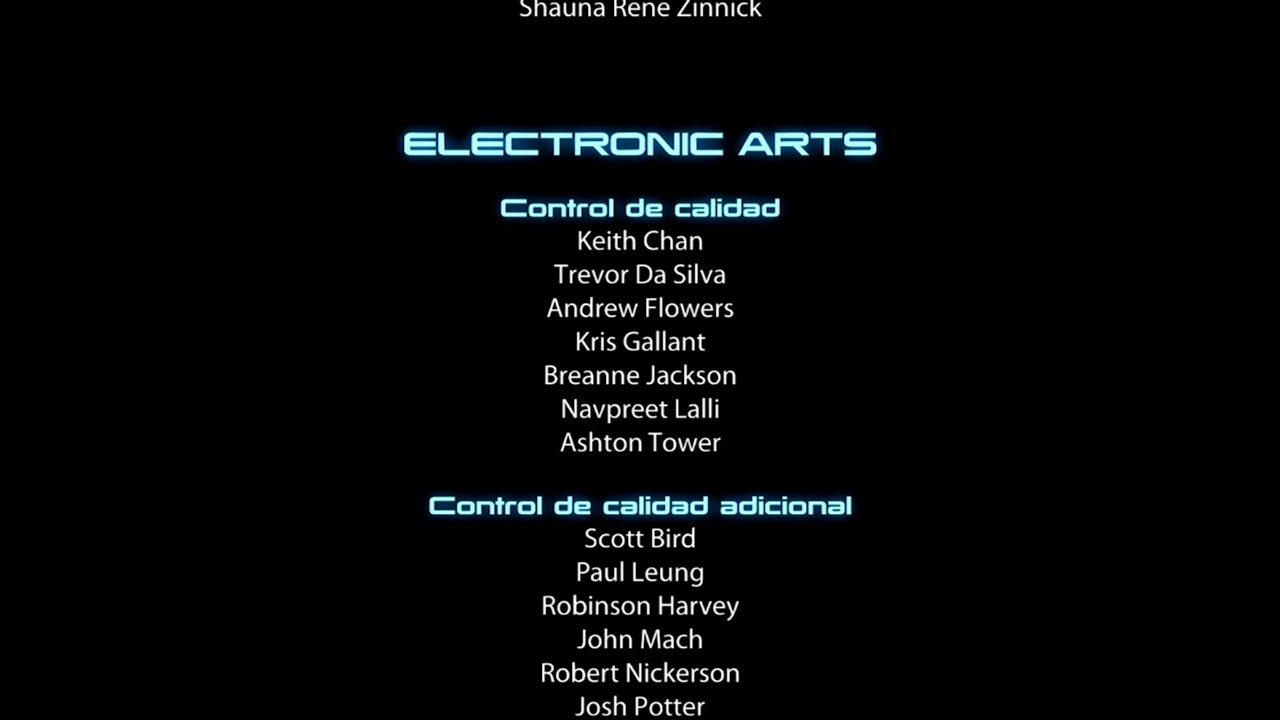 Shauna Rene Zinnick
ELECTRONIC ARTS
Control de calidad
Keith Chan
Trevor Da Silva
Andrew Flowers
Kris Gallant
Breanne Jackson
Navpreet Lalli
Ashton Tower
Control de calidad adicional
Scott Bird
Paul Leung
Robinson Harvey
John Mach
Robert Nickerson
Josh Potter